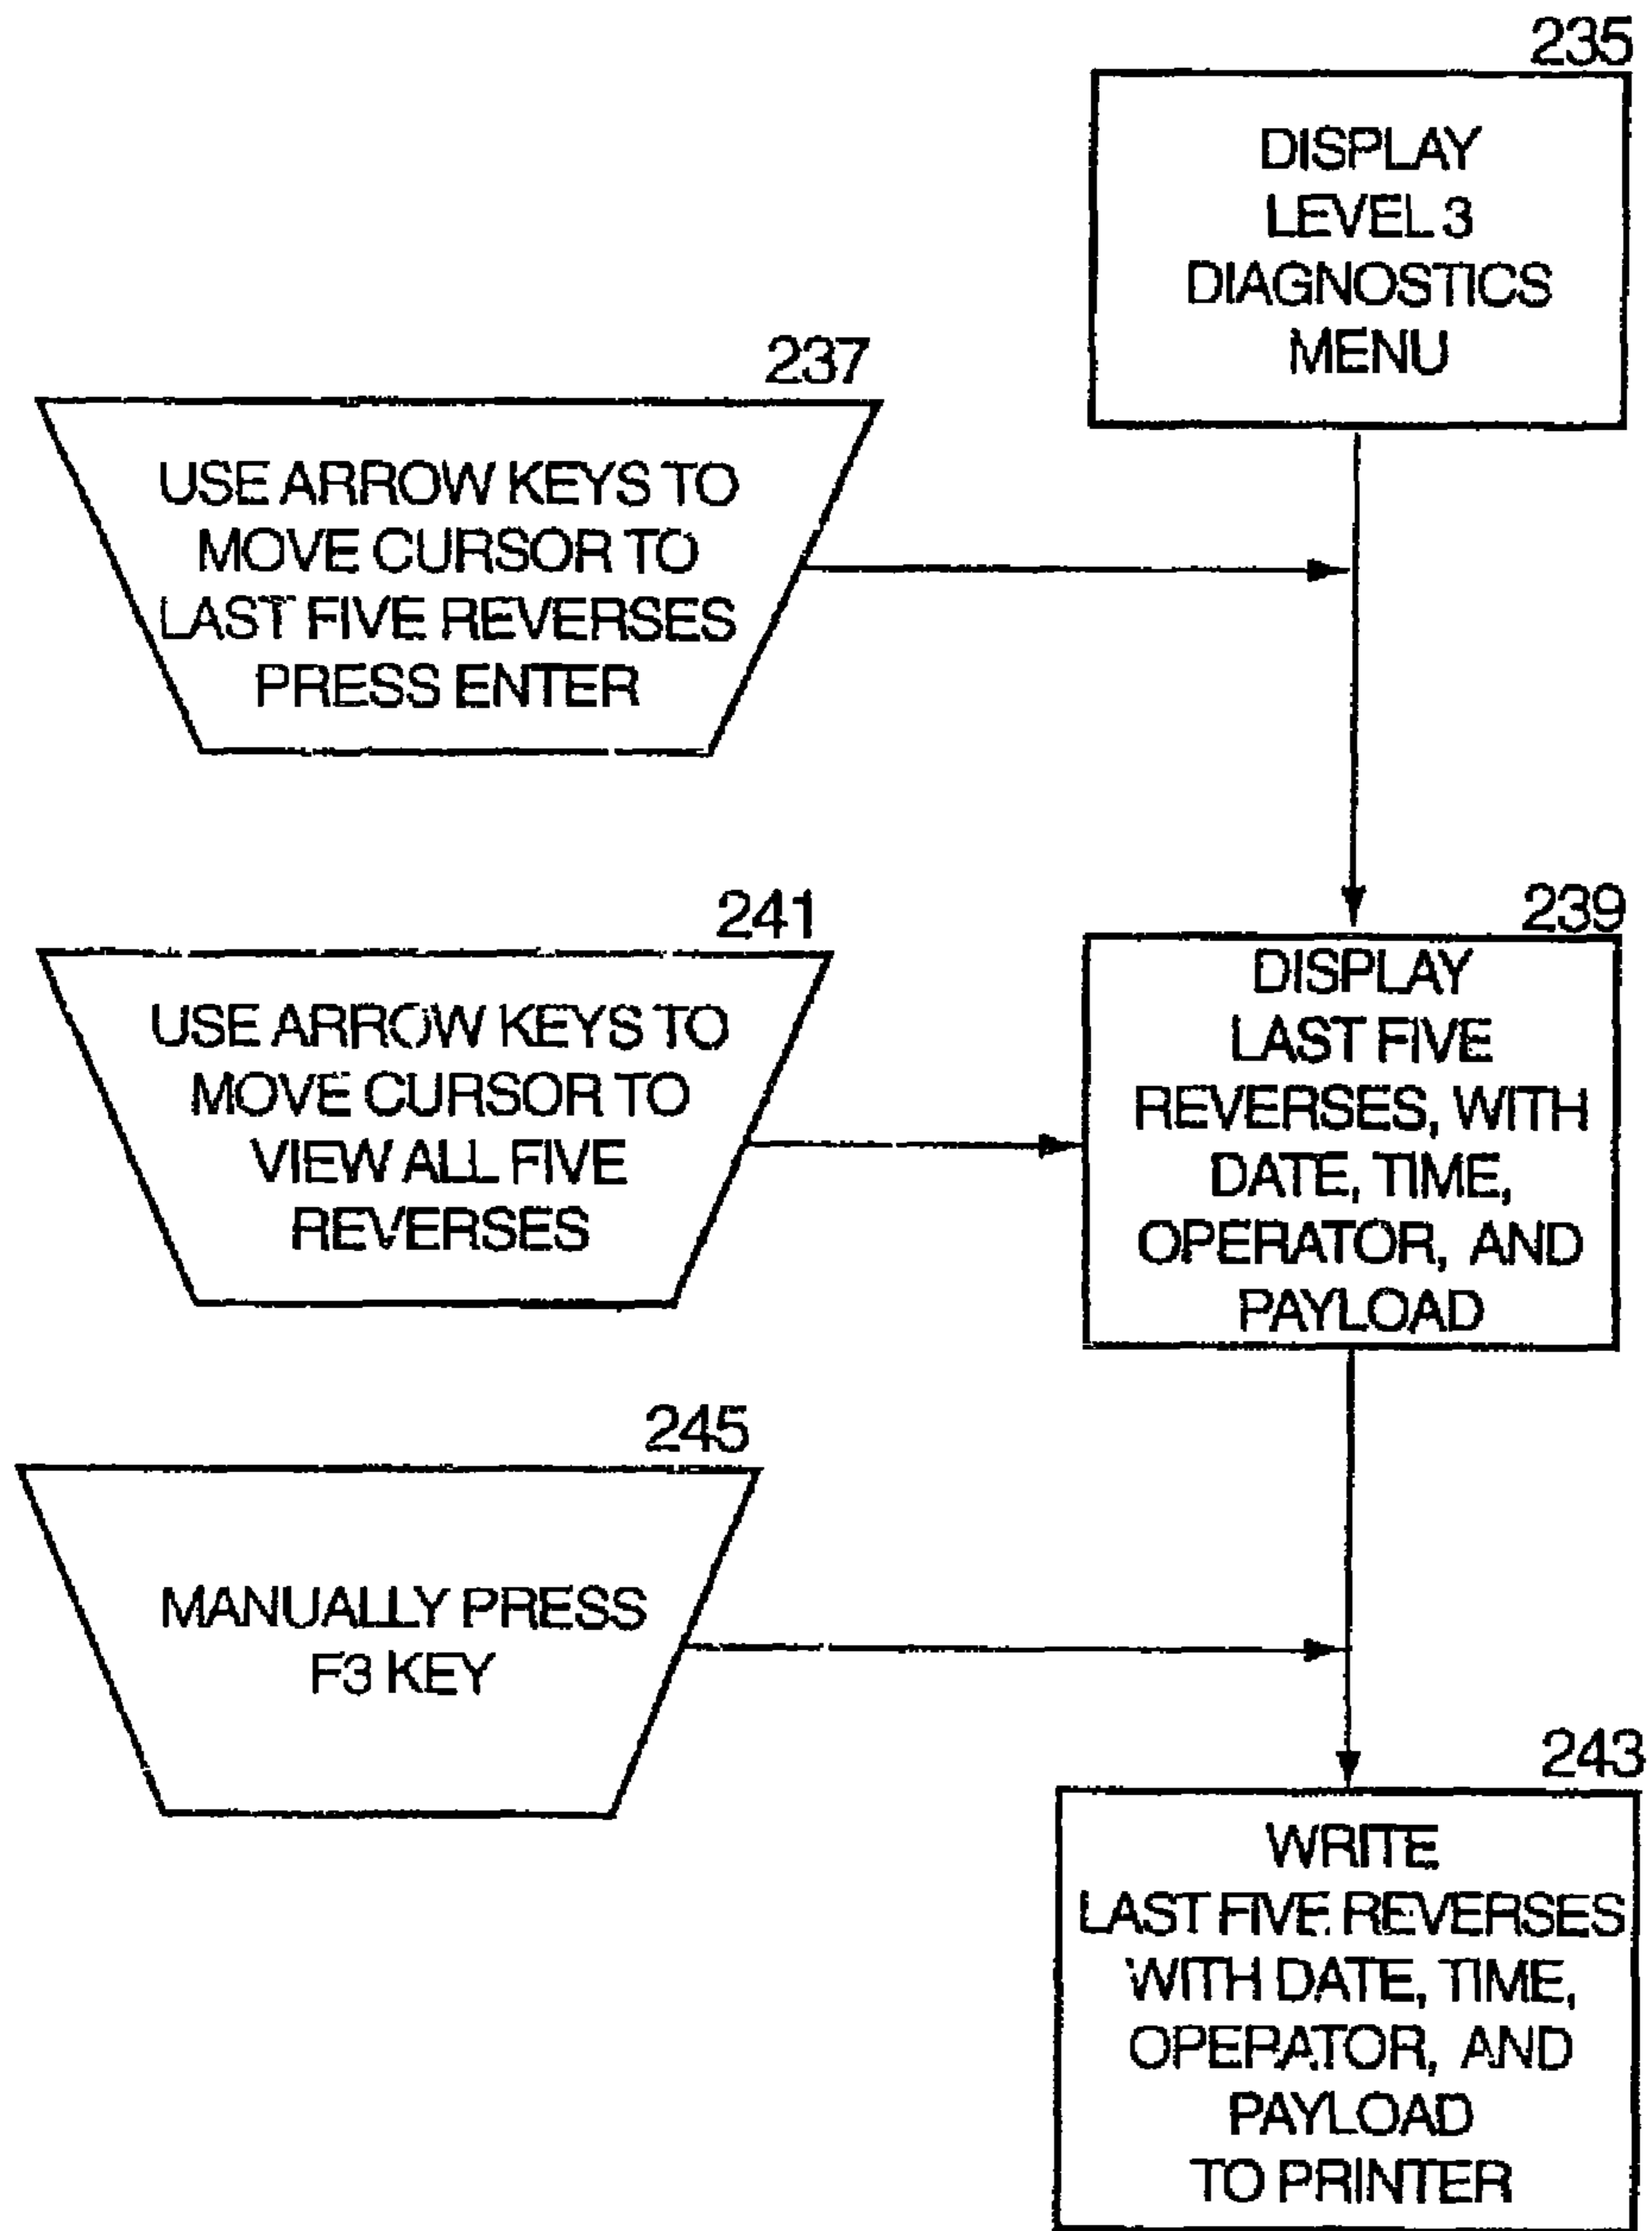 235
DISPLAY
LEVEL 3
DIAGNOSTICS
MENU
237
USE ARROW KEYS TO
MOVE CURSOR TO
LAST FIVE REVERSES
PRESS ENTER
239
DISPLAY
LAST FIVE
REVERSES, WITH
DATE, TIME,
OPERATOR, AND
PAYLOAD
241
USE ARROW KEYS TO
MOVE CURSOR TO
VIEW ALL FIVE
REVERSES
245
MANUALLY PRESS
F3 KEY
243
WRITE
LAST FIVE REVERSES
WITH DATE, TIME,
OPERATOR, AND
PAYLOAD
TO PRINTER